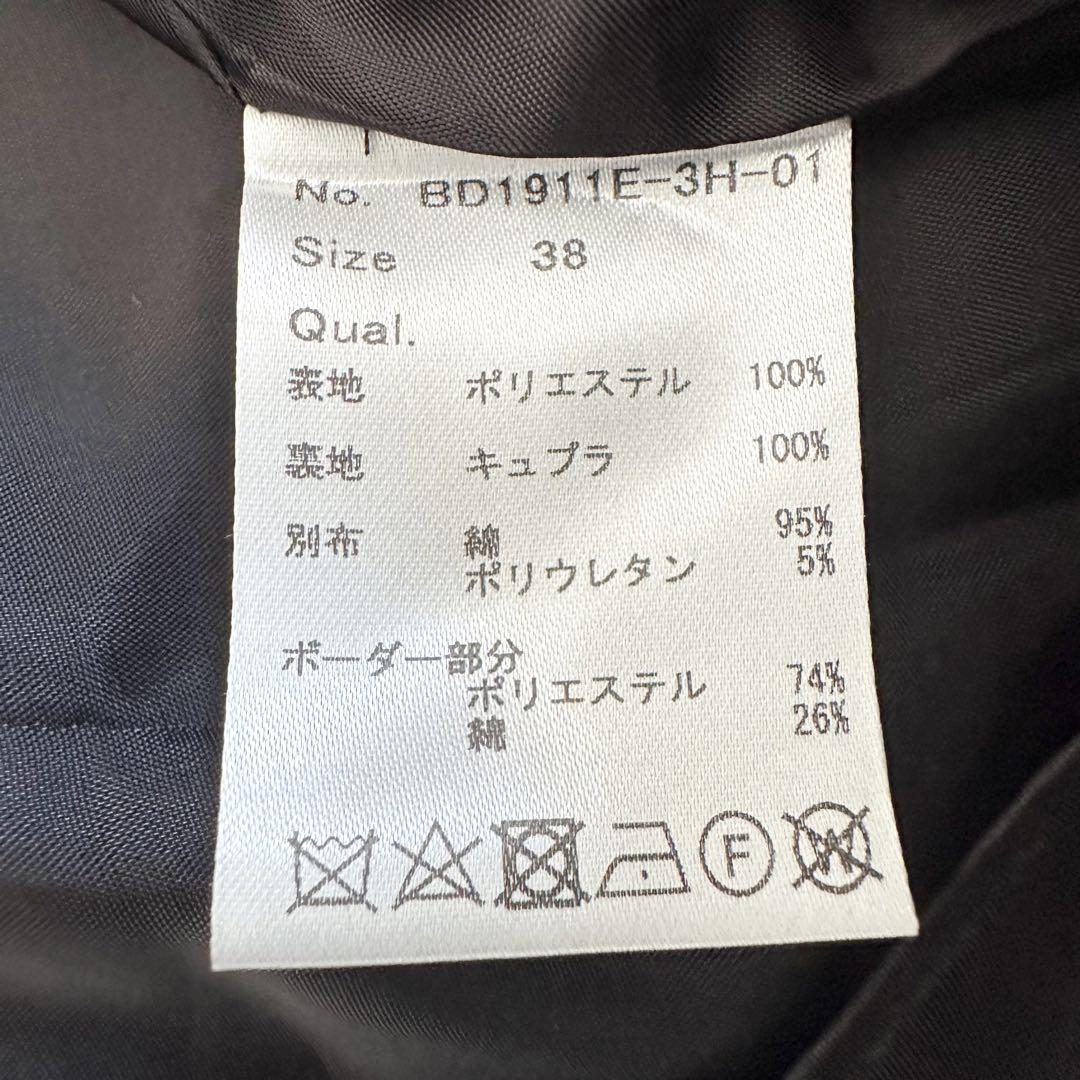 No. BD1911E-3H-01
Size 38
Qual.
表地 ポリエステル 100%
裏地 キュプラ 100%
別布 綿 95%
ポリウレタン 5%
ボーダー部分
ポリエステル 74%
綿 26%
F W